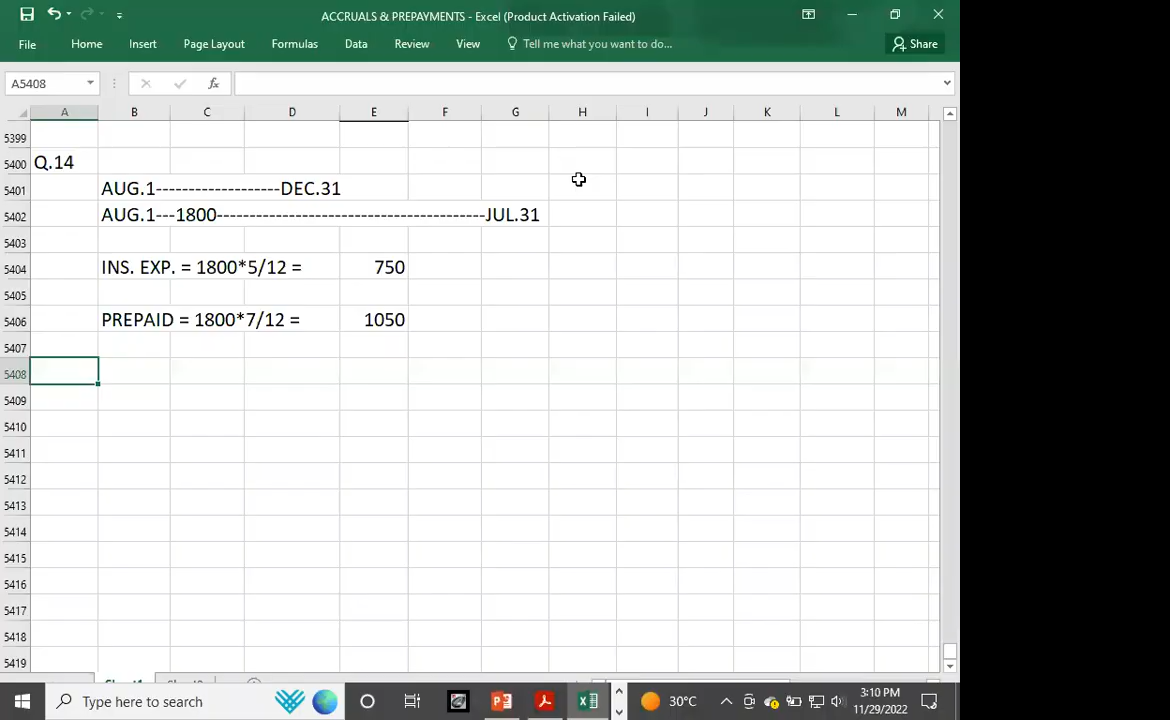 ACCRUALS & PREPAYMENTS - Excel (Product Activation Failed)
File Home Insert Page Layout Formulas Data Review View Tell me what you want to do... Share
A5408 fx
A B C D E F G H I J K L M
5399
5400 Q.14
5401 AUG.1-------------------DEC.31
5402 AUG.1---1800-----------------------------------------JUL.31
5403
5404 INS. EXP. = 1800*5/12 = 750
5405
5406 PREPAID = 1800*7/12 = 1050
5407
5408
5409
5410
5411
5412
5413
5414
5415
5416
5417
5418
5419
Type here to search 30°C 3:10 PM
11/29/2022